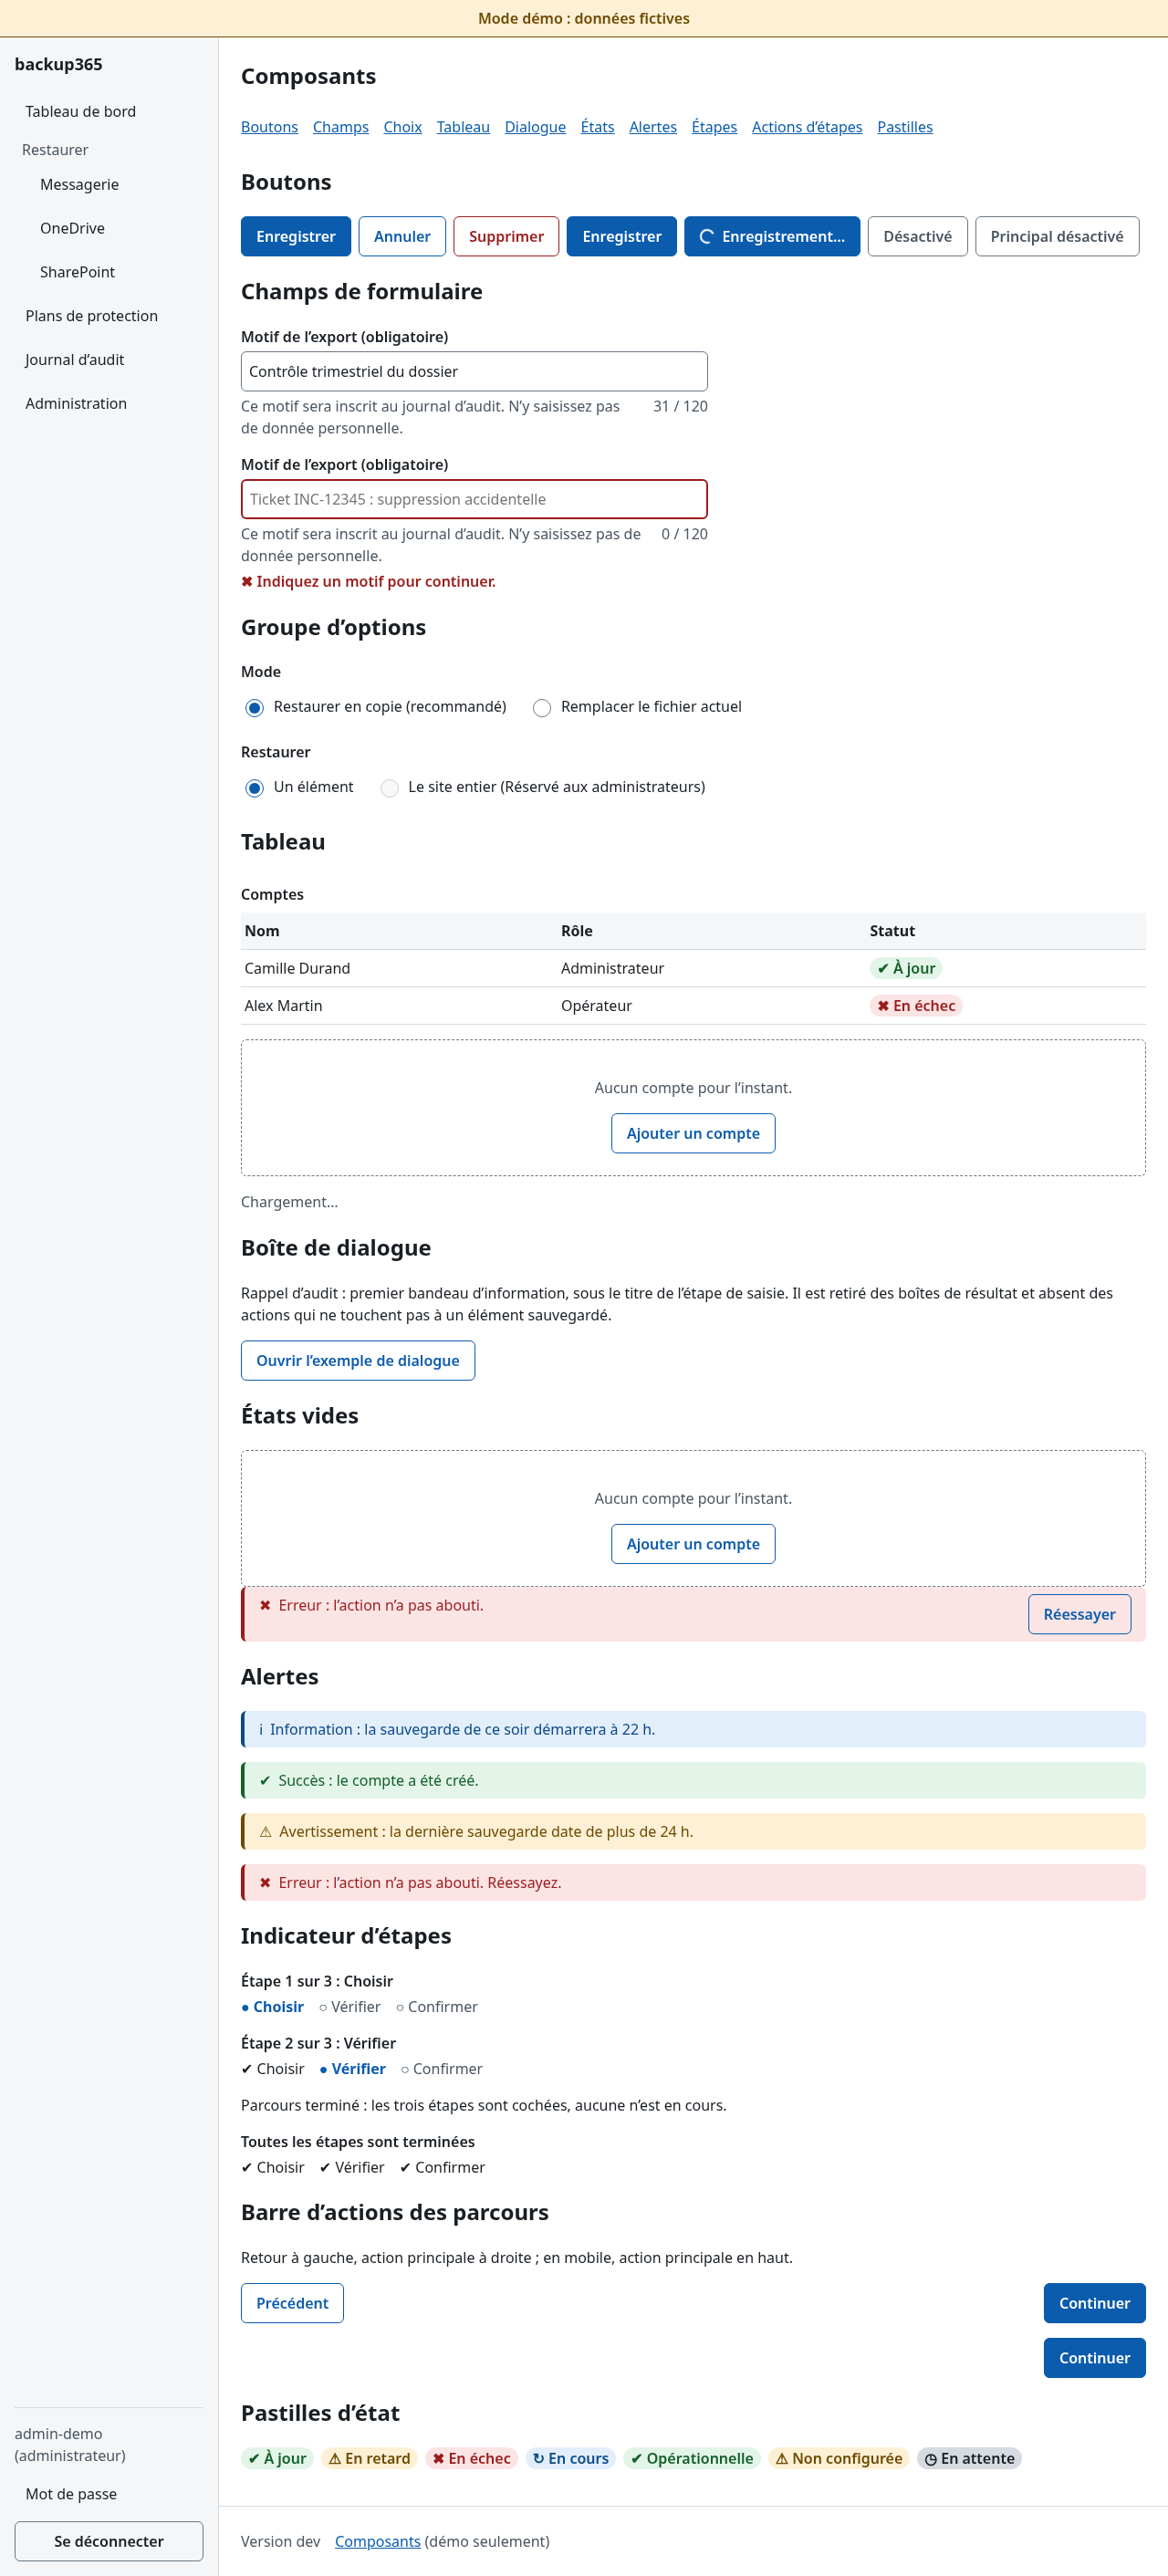 Mode démo : données fictives
backup365
Tableau de bord
Restaurer
Messagerie
OneDrive
SharePoint
Plans de protection
Journal d’audit
Administration
admin-demo
(administrateur)
Mot de passe
Se déconnecter
Composants
Boutons Champs Choix Tableau Dialogue États Alertes Étapes Actions d’étapes Pastilles
Boutons
Enregistrer Annuler Supprimer Enregistrer Enregistrement… Désactivé Principal désactivé
Champs de formulaire
Motif de l’export (obligatoire)
Contrôle trimestriel du dossier
Ce motif sera inscrit au journal d’audit. N’y saisissez pas 31 / 120
de donnée personnelle.
Motif de l’export (obligatoire)
Ticket INC-12345 : suppression accidentelle
Ce motif sera inscrit au journal d’audit. N’y saisissez pas de 0 / 120
donnée personnelle.
✖ Indiquez un motif pour continuer.
Groupe d’options
Mode
Restaurer en copie (recommandé) Remplacer le fichier actuel
Restaurer
Un élément Le site entier (Réservé aux administrateurs)
Tableau
Comptes
Nom Rôle Statut
Camille Durand Administrateur ✔ À jour
Alex Martin Opérateur ✖ En échec
Aucun compte pour l’instant.
Ajouter un compte
Chargement…
Boîte de dialogue
Rappel d’audit : premier bandeau d’information, sous le titre de l’étape de saisie. Il est retiré des boîtes de résultat et absent des
actions qui ne touchent pas à un élément sauvegardé.
Ouvrir l’exemple de dialogue
États vides
Aucun compte pour l’instant.
Ajouter un compte
✖ Erreur : l’action n’a pas abouti. Réessayer
Alertes
i Information : la sauvegarde de ce soir démarrera à 22 h.
✔ Succès : le compte a été créé.
⚠ Avertissement : la dernière sauvegarde date de plus de 24 h.
✖ Erreur : l’action n’a pas abouti. Réessayez.
Indicateur d’étapes
Étape 1 sur 3 : Choisir
● Choisir ○ Vérifier ○ Confirmer
Étape 2 sur 3 : Vérifier
✔ Choisir ● Vérifier ○ Confirmer
Parcours terminé : les trois étapes sont cochées, aucune n’est en cours.
Toutes les étapes sont terminées
✔ Choisir ✔ Vérifier ✔ Confirmer
Barre d’actions des parcours
Retour à gauche, action principale à droite ; en mobile, action principale en haut.
Précédent Continuer
Continuer
Pastilles d’état
✔ À jour ⚠ En retard ✖ En échec ↻ En cours ✔ Opérationnelle ⚠ Non configurée ◷ En attente
Version dev Composants (démo seulement)